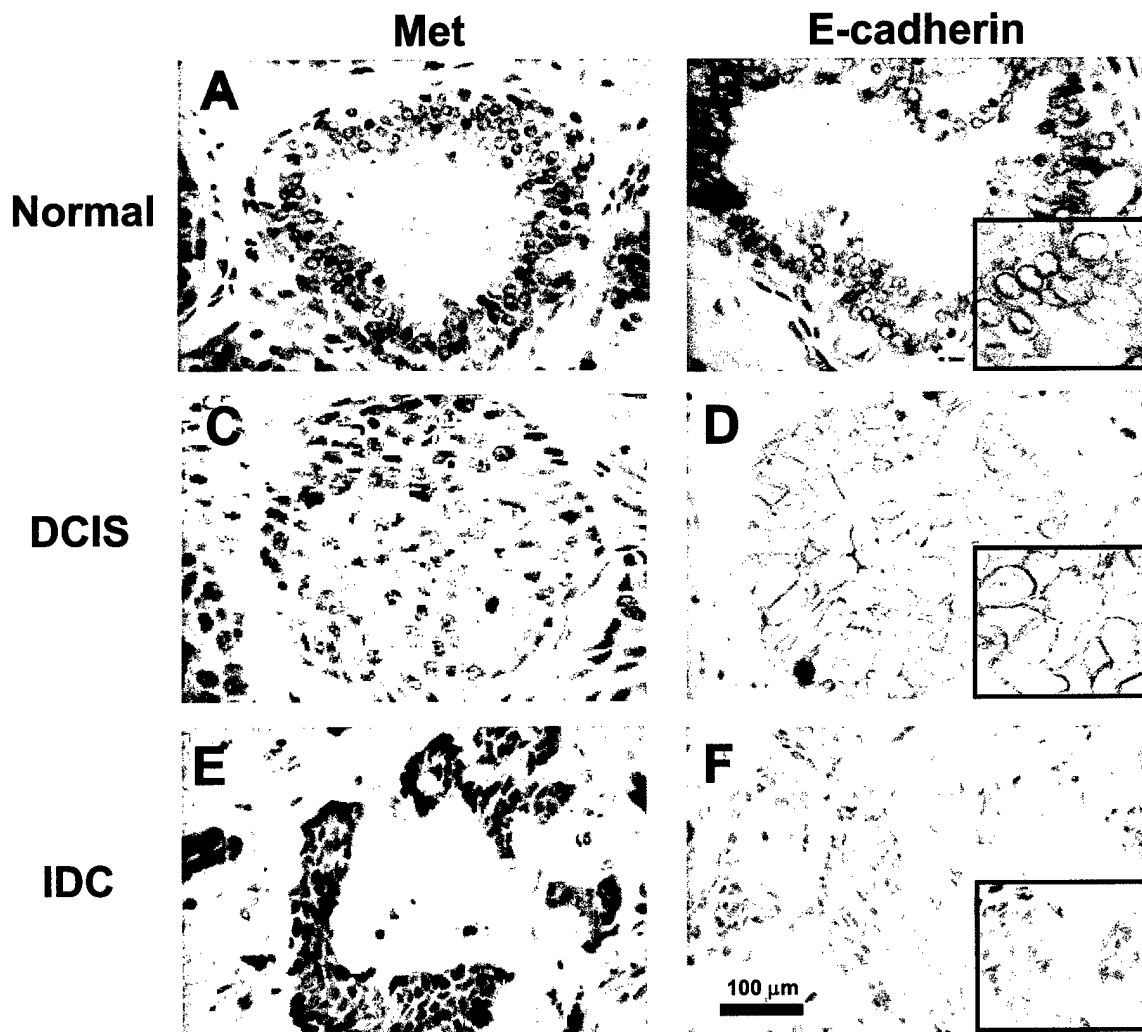 Met
E-cadherin
A
B
Normal
C
D
DCIS
E
F
IDC
100 μm